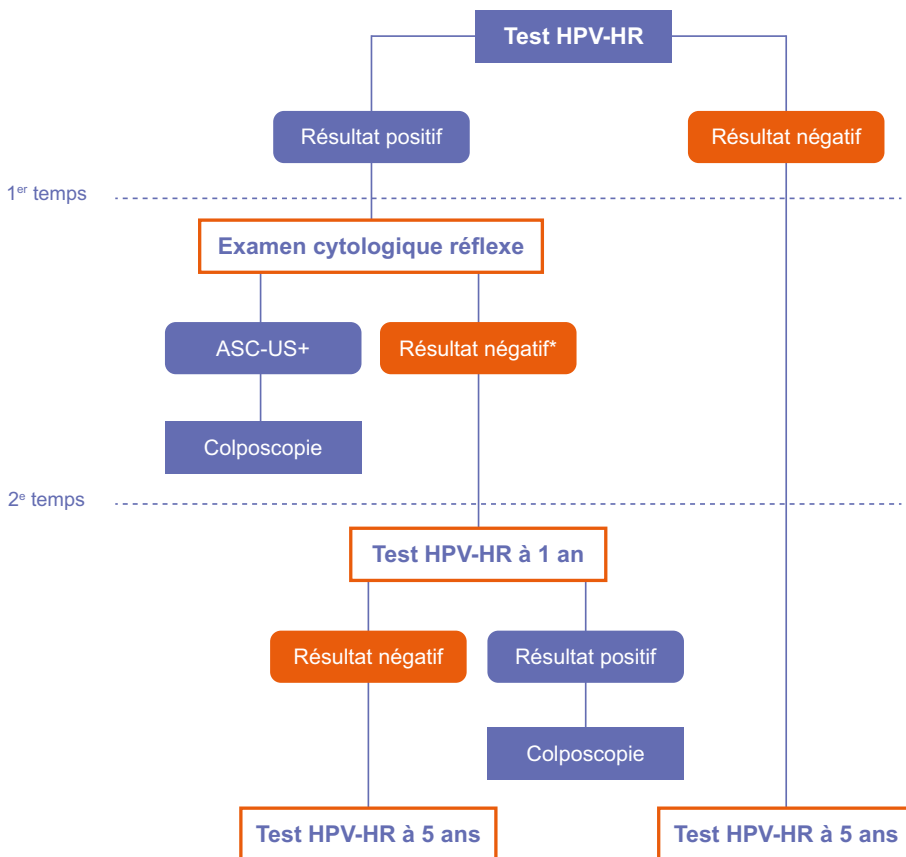 Test HPV-HR
Résultat positif
Résultat négatif
1er temps
Examen cytologique réflexe
ASC-US+
Résultat négatif*
Colposcopie
2e temps
Test HPV-HR à 1 an
Résultat négatif
Résultat positif
Colposcopie
Test HPV-HR à 5 ans
Test HPV-HR à 5 ans